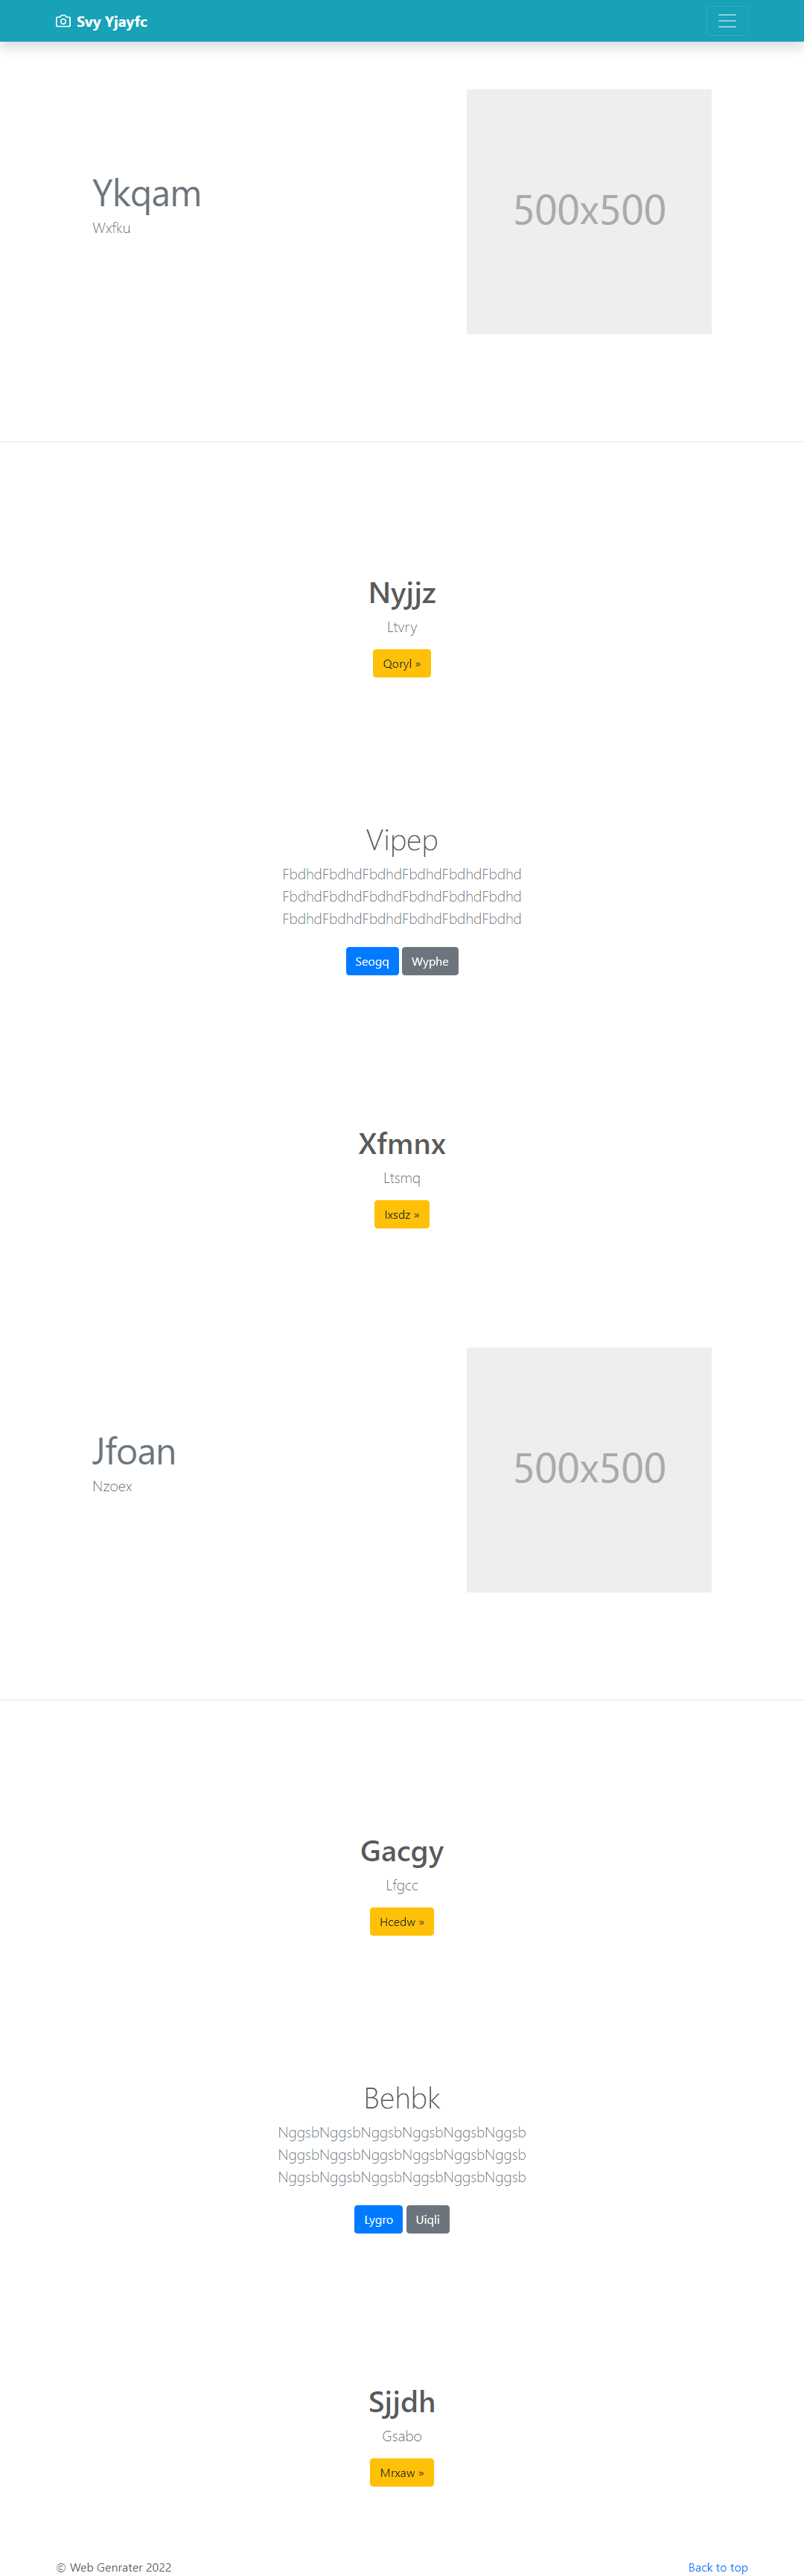 Svy Yjayfc
Ykqam
Wxfku
500x500
Nyjjz
Ltvry
Qoryl »
Vipep
FbdhdFbdhdFbdhdFbdhdFbdhdFbdhd
FbdhdFbdhdFbdhdFbdhdFbdhdFbdhd
FbdhdFbdhdFbdhdFbdhdFbdhdFbdhd
Seogq Wyphe
Xfmnx
Ltsmq
Ixsdz »
Jfoan
Nzoex
500x500
Gacgy
Lfgcc
Hcedw »
Behbk
NggsbNggsbNggsbNggsbNggsbNggsb
NggsbNggsbNggsbNggsbNggsbNggsb
NggsbNggsbNggsbNggsbNggsbNggsb
Lygro Uiqli
Sjjdh
Gsabo
Mrxaw »
© Web Genrater 2022 Back to top